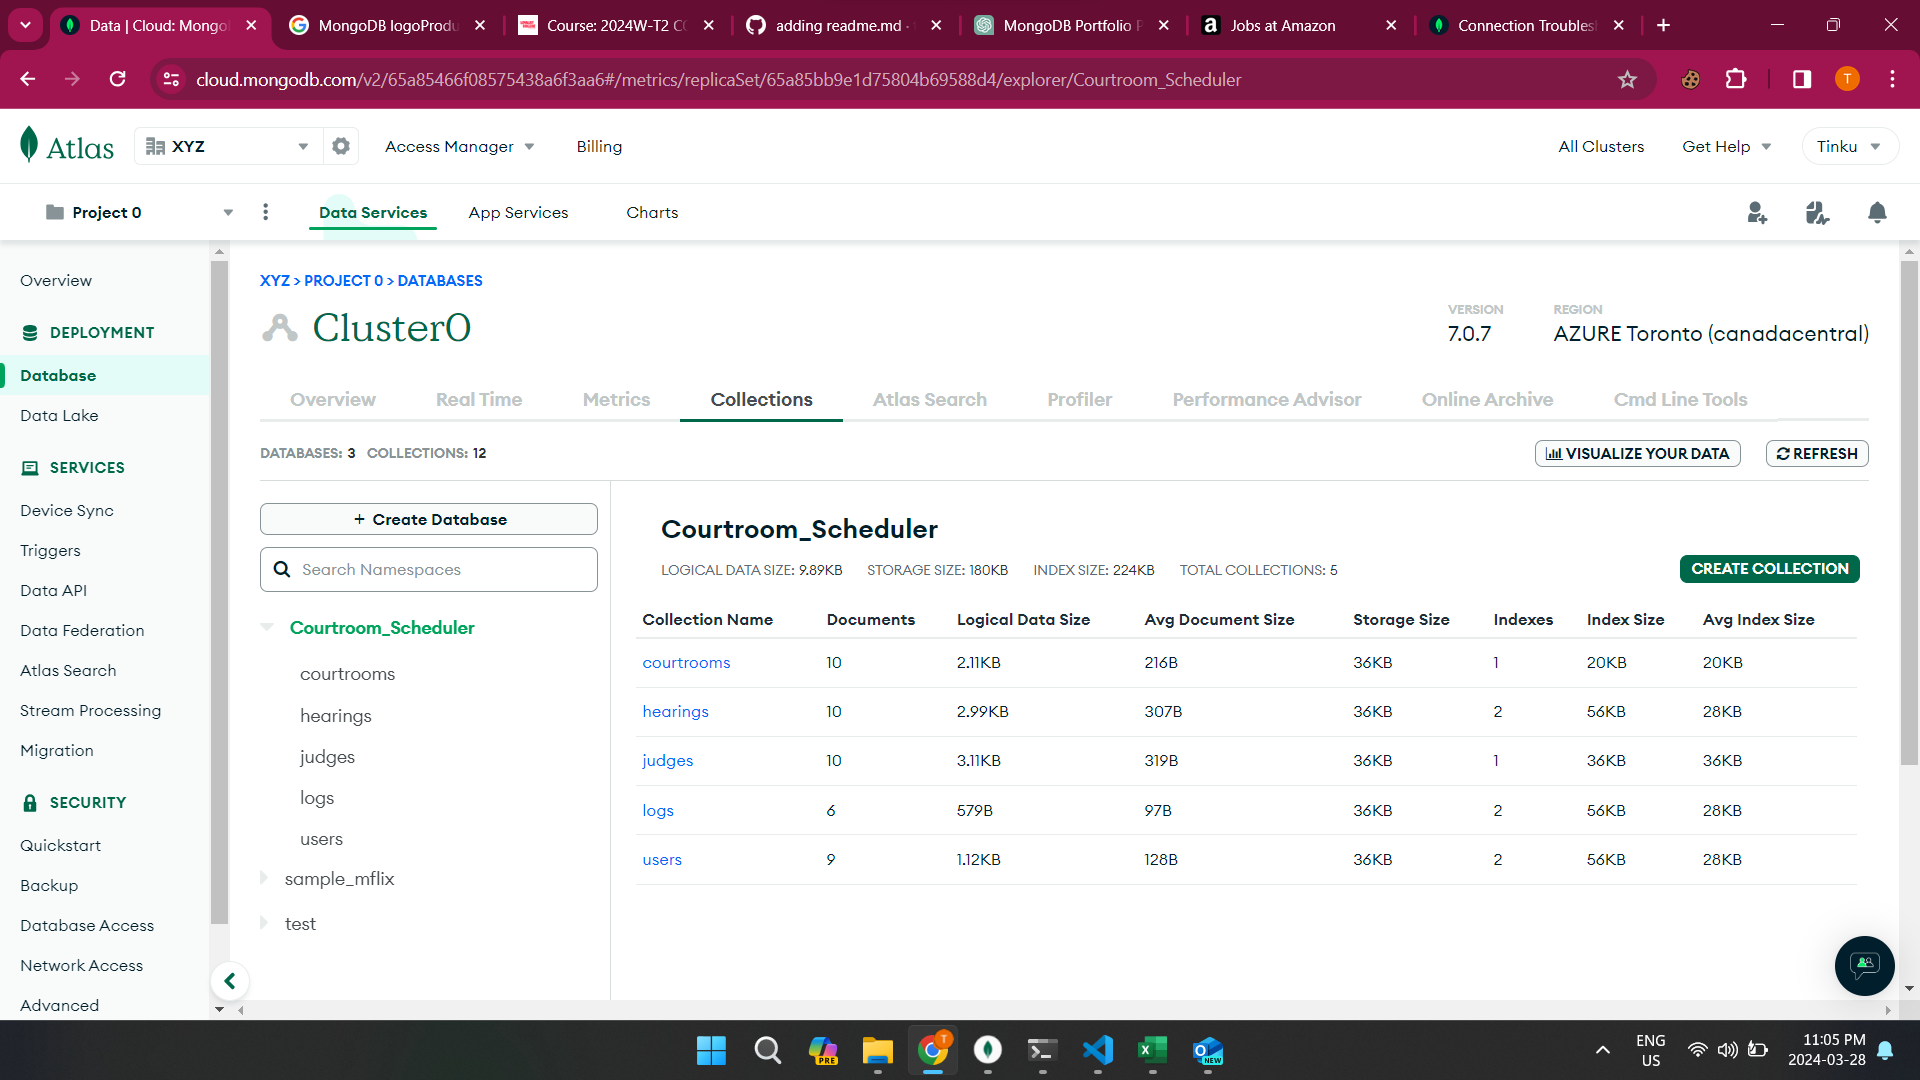 Data | Cloud: Mongo
MongoDB logoProdu
Course: 2024W-T2 CO
adding readme.md ·
MongoDB Portfolio P
Jobs at Amazon
Connection Troubles
cloud.mongodb.com/v2/65a85466f08575438a6f3aa6#/metrics/replicaSet/65a85bb9e1d75804b69588d4/explorer/Courtroom_Scheduler
T
Atlas
XYZ
Access Manager
Billing
All Clusters
Get Help
Tinku
Project 0
Data Services
App Services
Charts
Overview
DEPLOYMENT
Database
Data Lake
SERVICES
Device Sync
Triggers
Data API
Data Federation
Atlas Search
Stream Processing
Migration
SECURITY
Quickstart
Backup
Database Access
Network Access
Advanced
XYZ > PROJECT 0 > DATABASES
Cluster0
VERSION
7.0.7
REGION
AZURE Toronto (canadacentral)
Overview Real Time Metrics Collections Atlas Search Profiler Performance Advisor Online Archive Cmd Line Tools
DATABASES: 3 COLLECTIONS: 12
VISUALIZE YOUR DATA
REFRESH
+ Create Database
Search Namespaces
Courtroom_Scheduler
courtrooms
hearings
judges
logs
users
sample_mflix
test
Courtroom_Scheduler
LOGICAL DATA SIZE: 9.89KB STORAGE SIZE: 180KB INDEX SIZE: 224KB TOTAL COLLECTIONS: 5
CREATE COLLECTION
Collection Name Documents Logical Data Size Avg Document Size Storage Size Indexes Index Size Avg Index Size
courtrooms 10 2.11KB 216B 36KB 1 20KB 20KB
hearings 10 2.99KB 307B 36KB 2 56KB 28KB
judges 10 3.11KB 319B 36KB 1 36KB 36KB
logs 6 579B 97B 36KB 2 56KB 28KB
users 9 1.12KB 128B 36KB 2 56KB 28KB
PRE
T
NEW
ENG
US
11:05 PM
2024-03-28